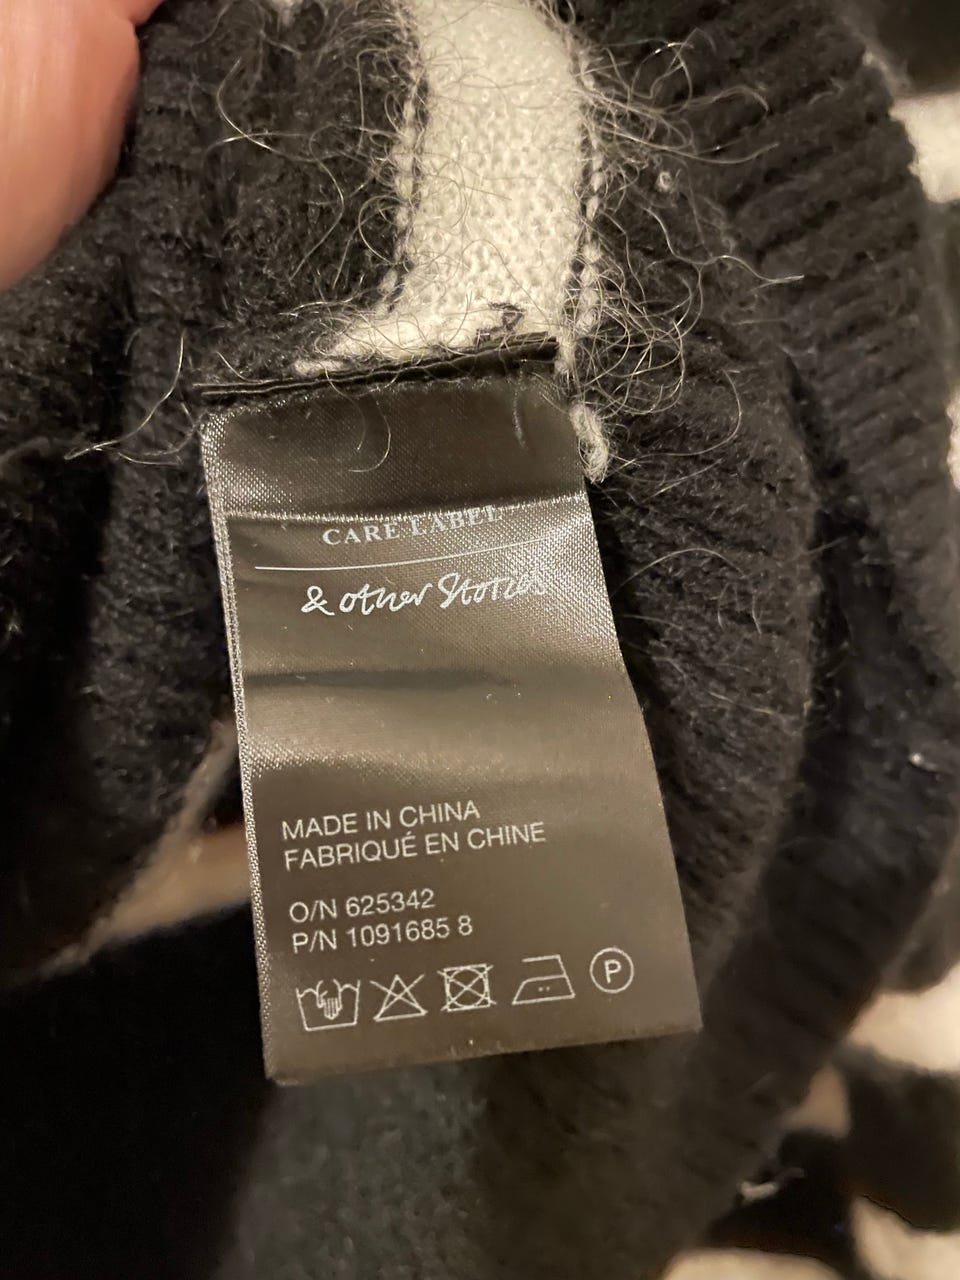 CARE LABEL
& other Stories
MADE IN CHINA
FABRIQUÉ EN CHINE
O/N 625342
P/N 1091685 8
P